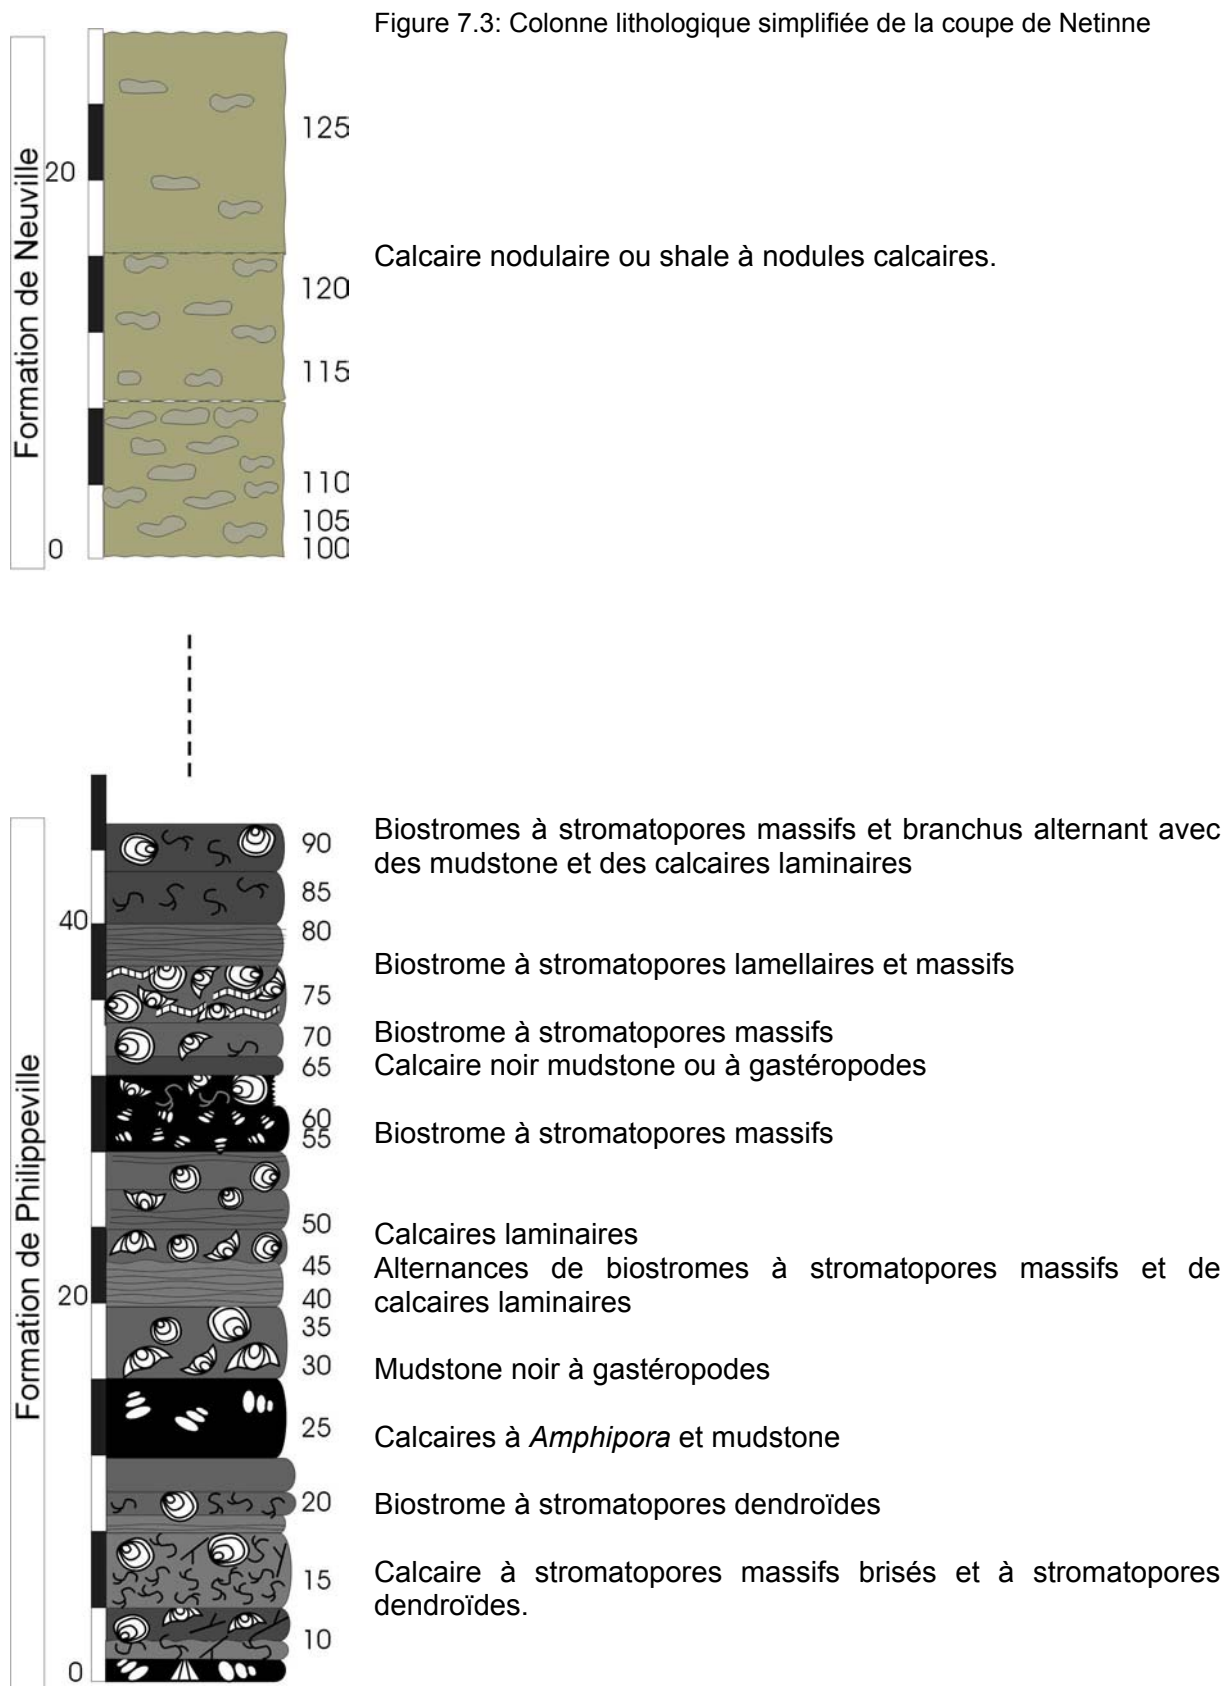 Figure 7.3: Colonne lithologique simplifiée de la coupe de Netinne
Formation de Neuville
20
0
125
120
115
110
105
100
Calcaire nodulaire ou shale à nodules calcaires.
Formation de Philippeville
40
20
0
90
85
80
75
70
65
60
55
50
45
40
35
30
25
20
15
10
Biostromes à stromatopores massifs et branchus alternant avec
des mudstone et des calcaires laminaires
Biostrome à stromatopores lamellaires et massifs
Biostrome à stromatopores massifs
Calcaire noir mudstone ou à gastéropodes
Biostrome à stromatopores massifs
Calcaires laminaires
Alternances de biostromes à stromatopores massifs et de
calcaires laminaires
Mudstone noir à gastéropodes
Calcaires à Amphipora et mudstone
Biostrome à stromatopores dendroïdes
Calcaire à stromatopores massifs brisés et à stromatopores
dendroïdes.